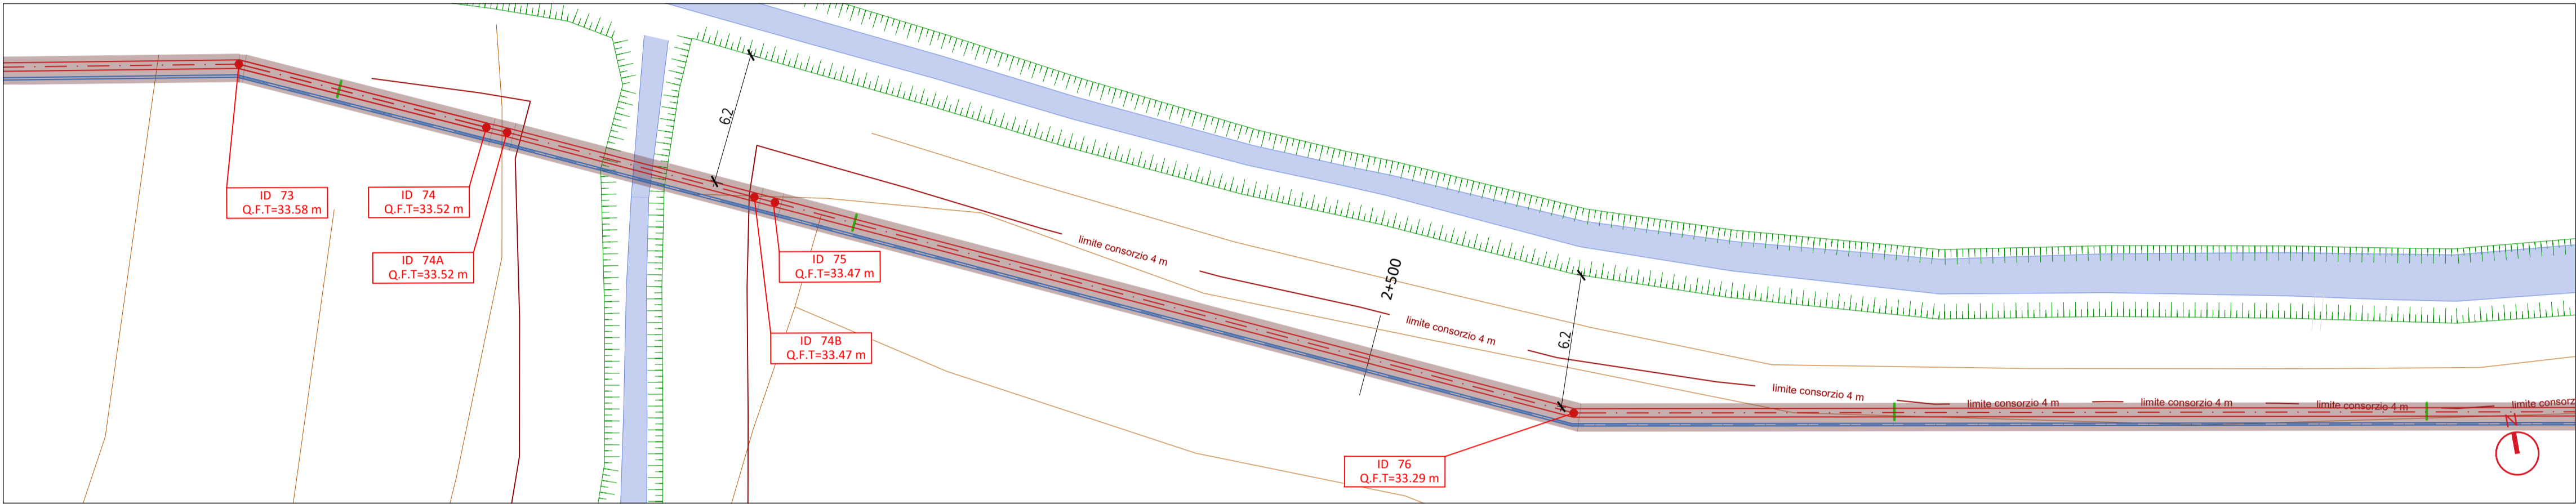 6.2
ID 73
Q.F.T=33.58 m
ID 74
Q.F.T=33.52 m
ID 74A
Q.F.T=33.52 m
ID 75
Q.F.T=33.47 m
ID 74B
Q.F.T=33.47 m
limite consorzio 4 m
2+500
limite consorzio 4 m
6.2
limite consorzio 4 m
limite consorzio 4 m
limite consorzio 4 m
limite consorzio 4 m
limite consorz
N
ID 76
Q.F.T=33.29 m